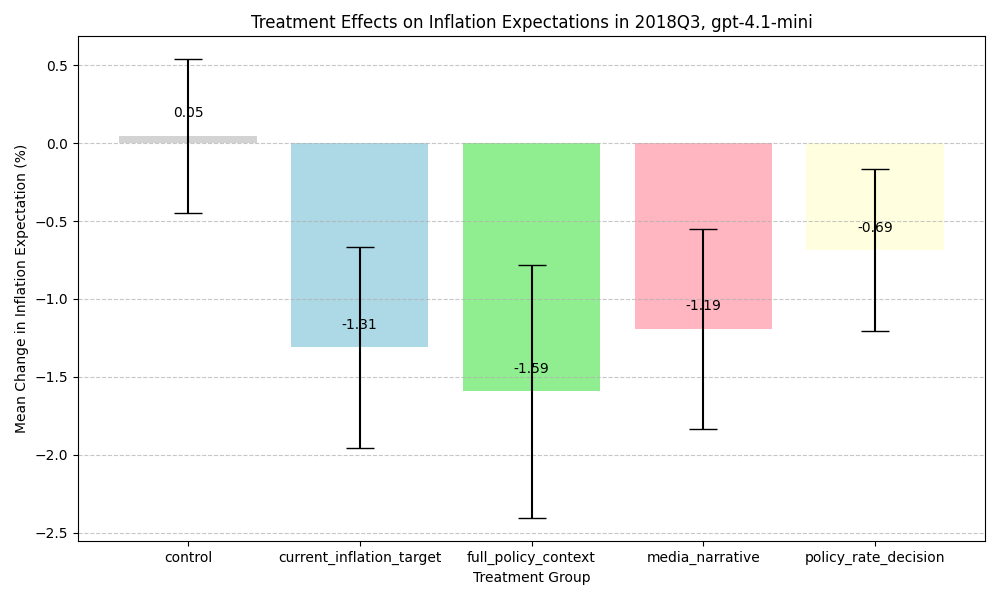 Treatment Effects on Inflation Expectations in 2018Q3, gpt-4.1-mini
Mean Change in Inflation Expectation (%)
0.5
0.0
−0.5
−1.0
−1.5
−2.0
−2.5
0.05
-1.31
-1.59
-1.19
-0.69
control
current_inflation_target
full_policy_context
media_narrative
policy_rate_decision
Treatment Group